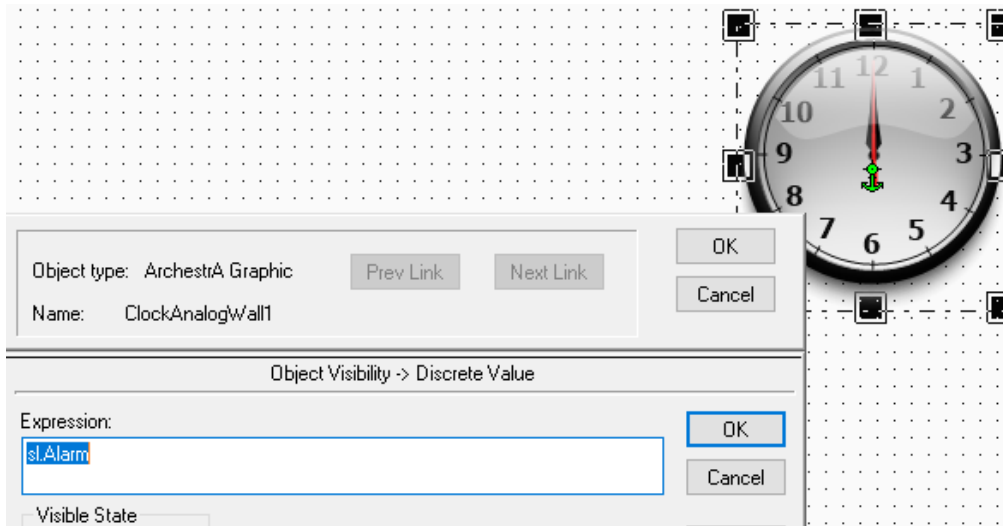 12
11
1
10
2
9
3
8
4
7
5
6
OK
Object type: ArchestrA Graphic
Prev Link
Next Link
Cancel
Name: ClockAnalogWall1
Object Visibility -> Discrete Value
Expression:
OK
sl.Alarm
Cancel
Visible State